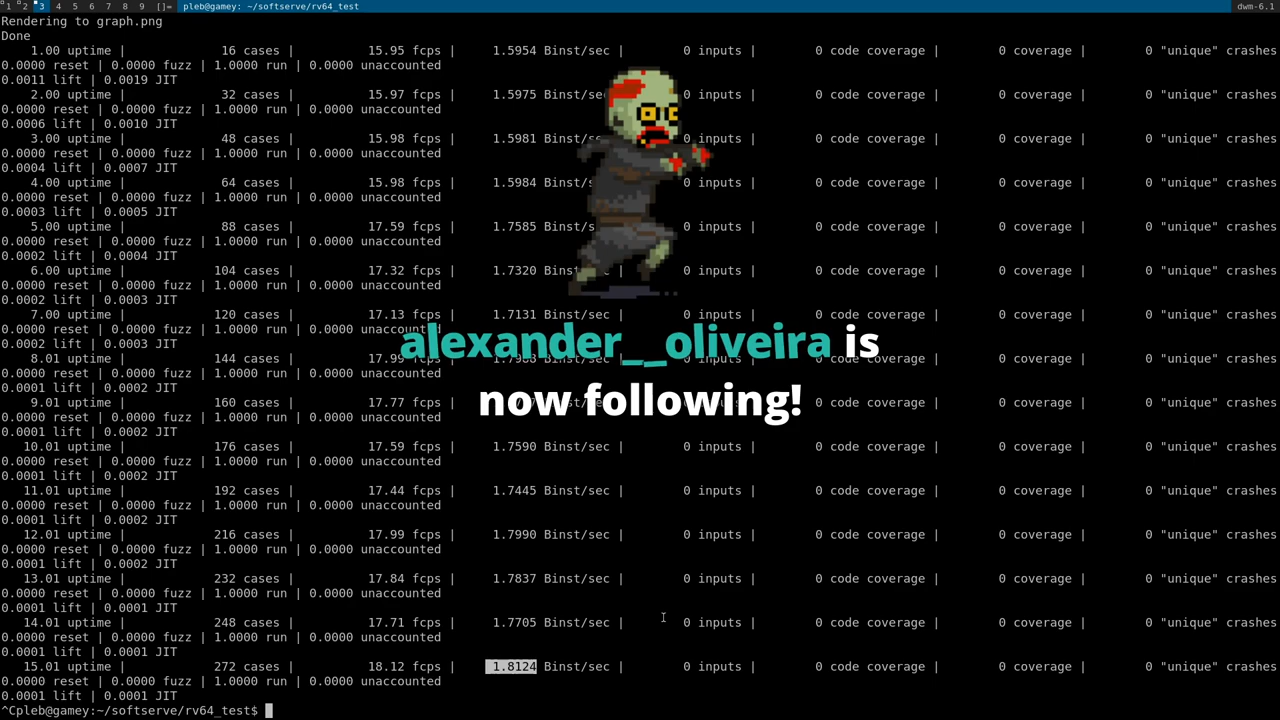 1 2 3 4 5 6 7 8 9 []= pleb@gamey: ~/softserve/rv64_test dwm-6.1
Rendering to graph.png
Done
1.00 uptime | 16 cases | 15.95 fcps | 1.5954 Binst/sec | 0 inputs | 0 code coverage | 0 coverage | 0 "unique" crashes
0.0000 reset | 0.0000 fuzz | 1.0000 run | 0.0000 unaccounted
0.0011 lift | 0.0019 JIT
2.00 uptime | 32 cases | 15.97 fcps | 1.5975 Binst/sec | 0 inputs | 0 code coverage | 0 coverage | 0 "unique" crashes
0.0000 reset | 0.0000 fuzz | 1.0000 run | 0.0000 unaccounted
0.0006 lift | 0.0010 JIT
3.00 uptime | 48 cases | 15.98 fcps | 1.5981 Binst/s 0 inputs | 0 code coverage | 0 coverage | 0 "unique" crashes
0.0000 reset | 0.0000 fuzz | 1.0000 run | 0.0000 unaccounted
0.0004 lift | 0.0007 JIT
4.00 uptime | 64 cases | 15.98 fcps | 1.5984 Binst/s 0 inputs | 0 code coverage | 0 coverage | 0 "unique" crashes
0.0000 reset | 0.0000 fuzz | 1.0000 run | 0.0000 unaccounted
0.0003 lift | 0.0005 JIT
5.00 uptime | 88 cases | 17.59 fcps | 1.7585 Binst/s 0 inputs | 0 code coverage | 0 coverage | 0 "unique" crashes
0.0000 reset | 0.0000 fuzz | 1.0000 run | 0.0000 unaccounted
0.0002 lift | 0.0004 JIT
6.00 uptime | 104 cases | 17.32 fcps | 1.7320 Binst/sec | 0 inputs | 0 code coverage | 0 coverage | 0 "unique" crashes
0.0000 reset | 0.0000 fuzz | 1.0000 run | 0.0000 unaccounted
0.0002 lift | 0.0003 JIT
7.00 uptime | 120 cases | 17.13 fcps | 1.7131 Binst/sec | 0 inputs | 0 code coverage | 0 coverage | 0 "unique" crashes
0.0000 reset | 0.0000 fuzz | 1.0000 run | 0.0000 unaccounted
0.0002 lift | 0.0003 JIT
alexander__oliveira is
8.01 uptime | 144 cases | 17.99 fcps | Binst/sec | 0 inputs | 0 code coverage | 0 coverage | 0 "unique" crashes
0.0000 reset | 0.0000 fuzz | 1.0000 run | 0.0000 unaccounted
0.0001 lift | 0.0002 JIT
now following!
9.01 uptime | 160 cases | 17.77 fcps | 0 code coverage | 0 coverage | 0 "unique" crashes
0.0000 reset | 0.0000 fuzz | 1.0000 run | 0.0000 unaccounted
0.0001 lift | 0.0002 JIT
10.01 uptime | 176 cases | 17.59 fcps | 1.7590 Binst/sec | 0 inputs | 0 code coverage | 0 coverage | 0 "unique" crashes
0.0000 reset | 0.0000 fuzz | 1.0000 run | 0.0000 unaccounted
0.0001 lift | 0.0002 JIT
11.01 uptime | 192 cases | 17.44 fcps | 1.7445 Binst/sec | 0 inputs | 0 code coverage | 0 coverage | 0 "unique" crashes
0.0000 reset | 0.0000 fuzz | 1.0000 run | 0.0000 unaccounted
0.0001 lift | 0.0002 JIT
12.01 uptime | 216 cases | 17.99 fcps | 1.7990 Binst/sec | 0 inputs | 0 code coverage | 0 coverage | 0 "unique" crashes
0.0000 reset | 0.0000 fuzz | 1.0000 run | 0.0000 unaccounted
0.0001 lift | 0.0002 JIT
13.01 uptime | 232 cases | 17.84 fcps | 1.7837 Binst/sec | 0 inputs | 0 code coverage | 0 coverage | 0 "unique" crashes
0.0000 reset | 0.0000 fuzz | 1.0000 run | 0.0000 unaccounted
0.0001 lift | 0.0001 JIT
14.01 uptime | 248 cases | 17.71 fcps | 1.7705 Binst/sec | 0 inputs | 0 code coverage | 0 coverage | 0 "unique" crashes
0.0000 reset | 0.0000 fuzz | 1.0000 run | 0.0000 unaccounted
0.0001 lift | 0.0001 JIT
15.01 uptime | 272 cases | 18.12 fcps | 1.8124 Binst/sec | 0 inputs | 0 code coverage | 0 coverage | 0 "unique" crashes
0.0000 reset | 0.0000 fuzz | 1.0000 run | 0.0000 unaccounted
0.0001 lift | 0.0001 JIT
^Cpleb@gamey:~/softserve/rv64_test$